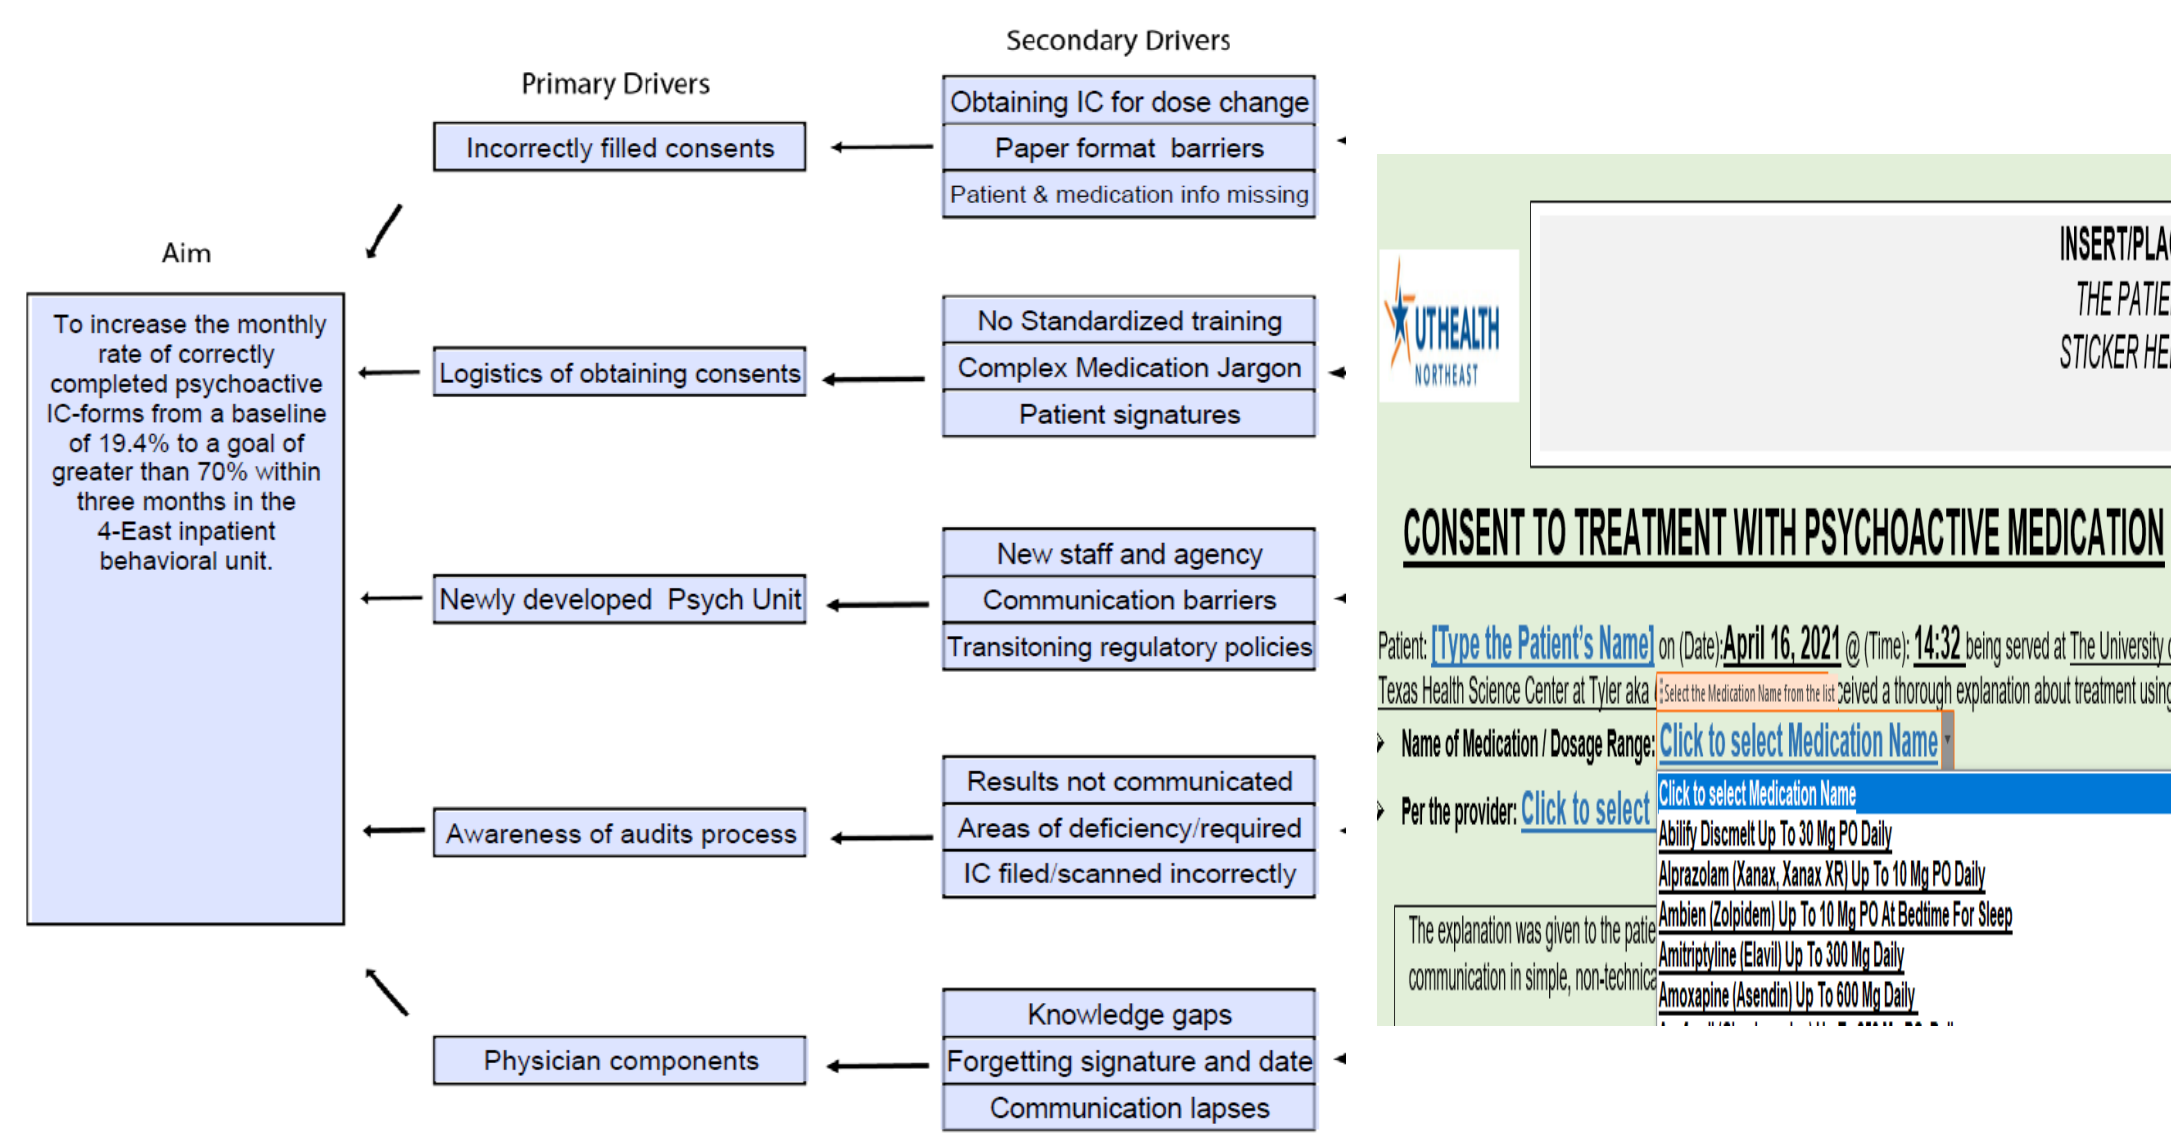 Secondary Drivers
Primary Drivers
Aim
To increase the monthly
rate of correctly
completed psychoactive
IC-forms from a baseline
of 19.4% to a goal of
greater than 70% within
three months in the
4-East inpatient
behavioral unit.
Incorrectly filled consents
Obtaining IC for dose change
Paper format barriers
Patient & medication info missing
Logistics of obtaining consents
No Standardized training
Complex Medication Jargon
Patient signatures
Newly developed Psych Unit
New staff and agency
Communication barriers
Transitoning regulatory policies
Awareness of audits process
Results not communicated
Areas of deficiency/required
IC filed/scanned incorrectly
Physician components
Knowledge gaps
Forgetting signature and date
Communication lapses
UTHEALTH
NORTHEAST
INSERT/PLA
THE PATIE
STICKER HE
CONSENT TO TREATMENT WITH PSYCHOACTIVE MEDICATION
Patient: [Type the Patient's Name] on (Date):April 16, 2021 @ (Time): 14:32 being served at The University
Texas Health Science Center at Tyler aka Select the Medication Name from the list ceived a thorough explanation about treatment using
Name of Medication / Dosage Range: Click to select Medication Name
Per the provider: Click to select
Click to select Medication Name
Abilify Discmelt Up To 30 Mg PO Daily
Alprazolam (Xanax, Xanax XR) Up To 10 Mg PO Daily
Ambien (Zolpidem) Up To 10 Mg PO At Bedtime For Sleep
Amitriptyline (Elavil) Up To 300 Mg Daily
Amoxapine (Asendin) Up To 600 Mg Daily
The explanation was given to the patie
communication in simple, non-technica